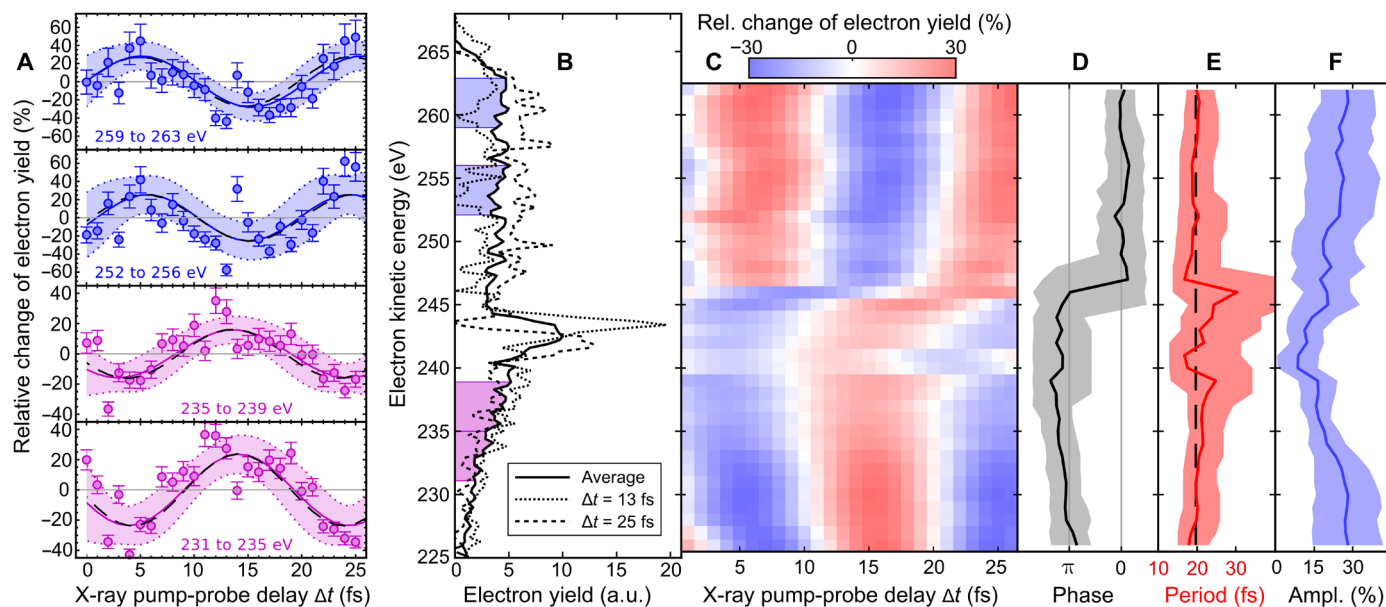 A
Relative change of electron yield (%)
60
40
20
0
−20
−40
−60
259 to 263 eV
60
40
20
0
−20
−40
−60
252 to 256 eV
40
20
0
−20
−40
235 to 239 eV
40
20
0
−20
−40
231 to 235 eV
0 5 10 15 20 25
X-ray pump-probe delay Δt (fs)
B
Electron kinetic energy (eV)
265
260
255
250
245
240
235
230
225
Average
Δt = 13 fs
Δt = 25 fs
0 5 10 15 20
Electron yield (a.u.)
Rel. change of electron yield (%)
−30 0 30
C
5 10 15 20 25
X-ray pump-probe delay Δt (fs)
D
π 0
Phase
E
10 20 30
Period (fs)
F
0 20 40
Ampl. (%)